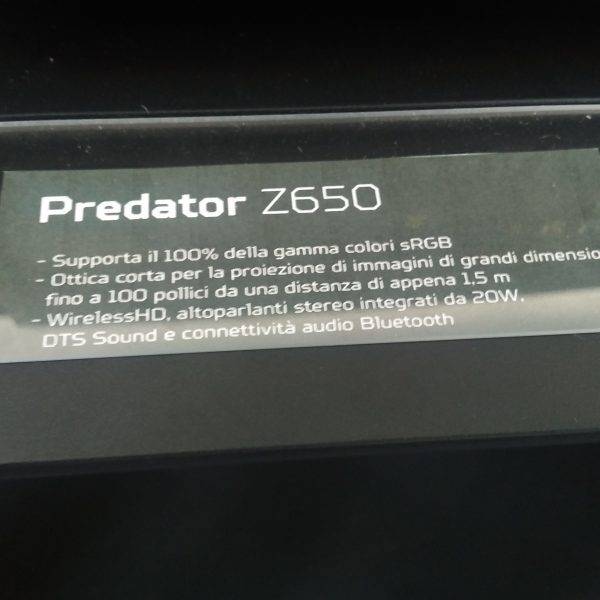 Predator Z650
- Supporta il 100% della gamma colori sRGB
- Ottica corta per la proiezione di immagini di grandi dimensio
fino a 100 pollici da una distanza di appena 1,5 m
- WirelessHD, altoparlanti stereo integrati da 20W,
DTS Sound e connettività audio Bluetooth